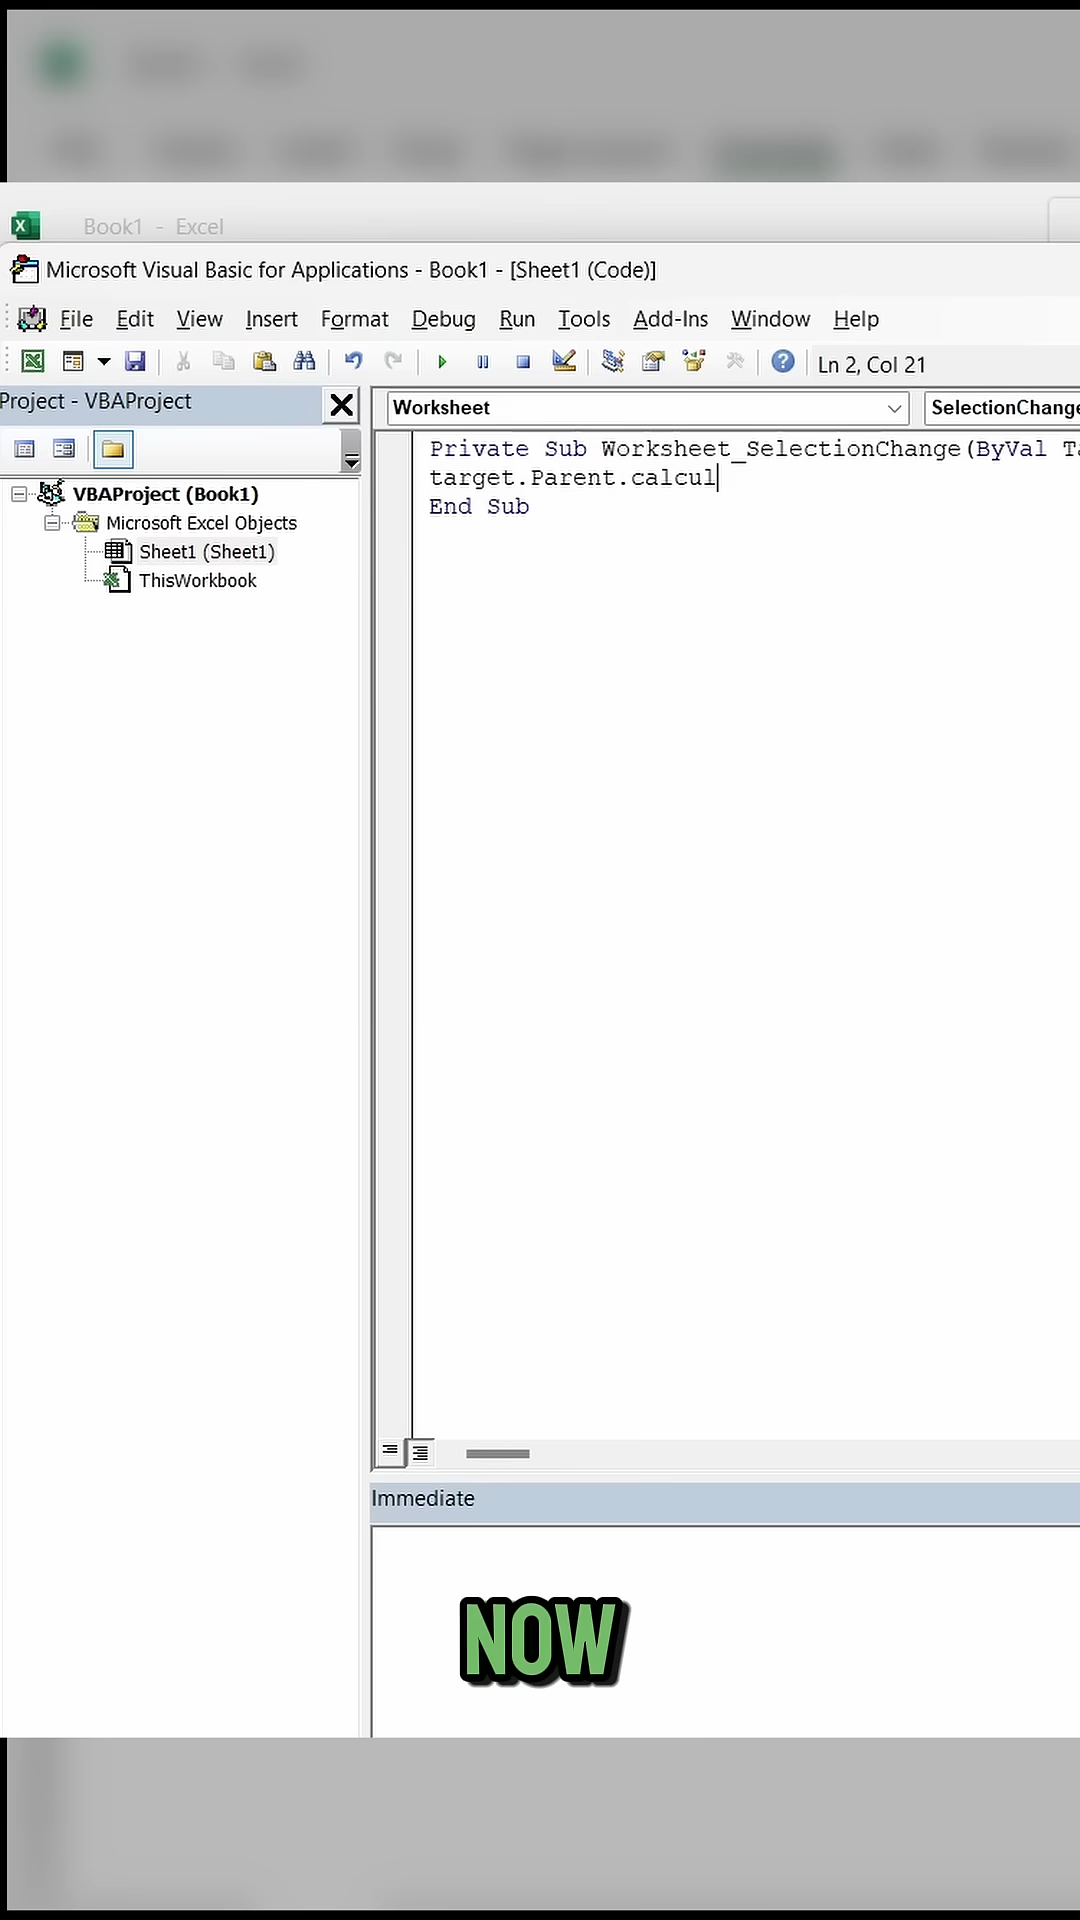 Book1 - Excel
Microsoft Visual Basic for Applications - Book1 - [Sheet1 (Code)]
File Edit View Insert Format Debug Run Tools Add-Ins Window Help
Ln 2, Col 21
Project - VBAProject
Worksheet
SelectionChange
Private Sub Worksheet_SelectionChange(ByVal Ta
target.Parent.calcul
End Sub
VBAProject (Book1)
Microsoft Excel Objects
Sheet1 (Sheet1)
ThisWorkbook
Immediate
NOW